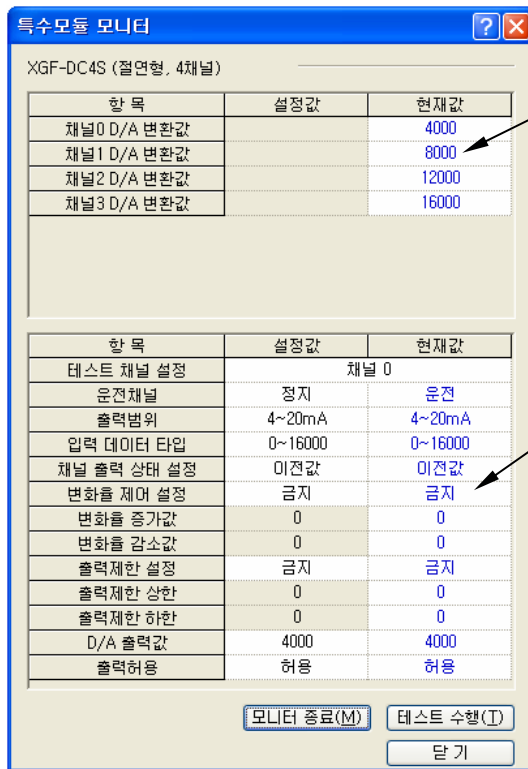 특수모듈 모니터
XGF-DC4S (절연형, 4채널)
항 목 설정값 현재값
채널0 D/A 변환값 4000
채널1 D/A 변환값 8000
채널2 D/A 변환값 12000
채널3 D/A 변환값 16000
항 목 설정값 현재값
테스트 채널 설정 채널 0
운전채널 정지 운전
출력범위 4~20mA 4~20mA
입력 데이터 타입 0~16000 0~16000
채널 출력 상태 설정 이전값 이전값
변화율 제어 설정 금지 금지
변화율 증가값 0 0
변화율 감소값 0 0
출력제한 설정 금지 금지
출력제한 상한 0 0
출력제한 하한 0 0
D/A 출력값 4000 4000
출력허용 허용 허용
모니터 종료(M) 테스트 수행(T)
닫 기